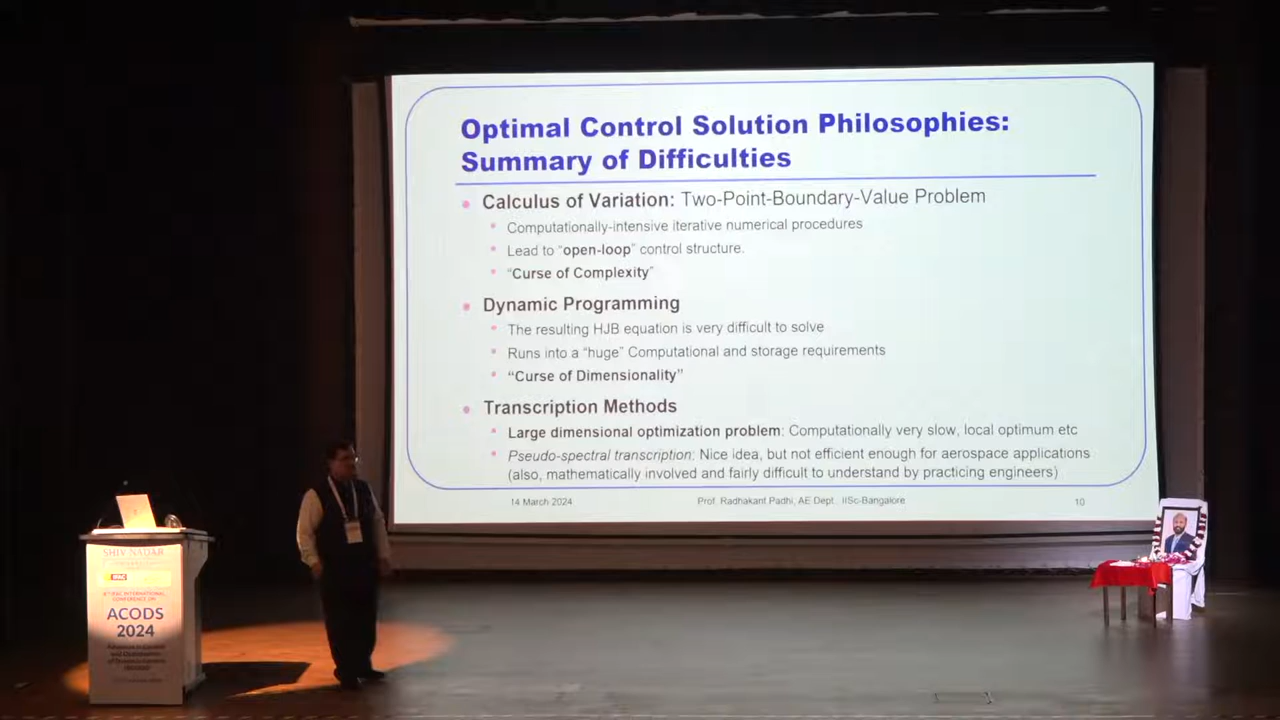 Optimal Control Solution Philosophies:
Summary of Difficulties
Calculus of Variation: Two-Point-Boundary-Value Problem
Computationally-intensive iterative numerical procedures
Lead to “open-loop” control structure.
“Curse of Complexity”
Dynamic Programming
The resulting HJB equation is very difficult to solve
Runs into a “huge” Computational and storage requirements
“Curse of Dimensionality”
Transcription Methods
Large dimensional optimization problem: Computationally very slow, local optimum etc
Pseudo-spectral transcription: Nice idea, but not efficient enough for aerospace applications
(also, mathematically involved and fairly difficult to understand by practicing engineers)
14 March 2024
Prof. Radhakant Padhi, AE Dept. IISc-Bangalore
10
SHIV NADAR
IFAC
INTERNATIONAL
CONFERENCE ON
ACODS
2024